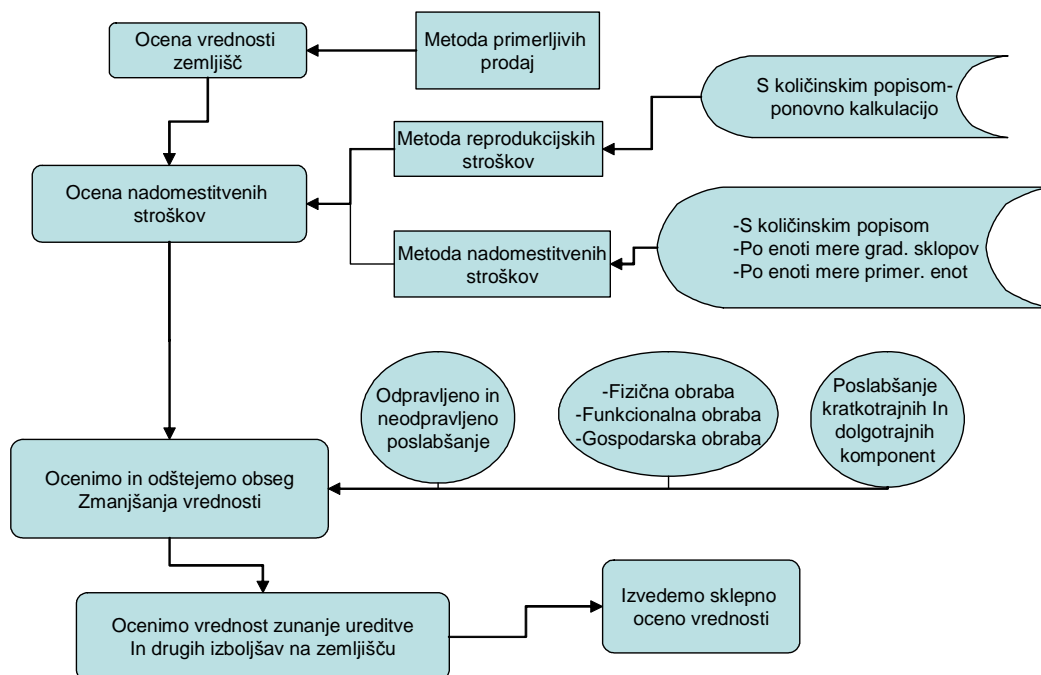 Ocena vrednosti
zemljišč
Metoda primerljivih
prodaj
S količinskim popisom-
ponovno kalkulacijo
Metoda reprodukcijskih
stroškov
Ocena nadomestitvenih
stroškov
Metoda nadomestitvenih
stroškov
-S količinskim popisom
-Po enoti mere grad. sklopov
-Po enoti mere primer. enot
Odpravljeno in
neodpravljeno
poslabšanje
-Fizična obraba
-Funkcionalna obraba
-Gospodarska obraba
Poslabšanje
kratkotrajnih In
dolgotrajnih
komponent
Ocenimo in odštejemo obseg
Zmanjšanja vrednosti
Ocenimo vrednost zunanje ureditve
In drugih izboljšav na zemljišču
Izvedemo sklepno
oceno vrednosti